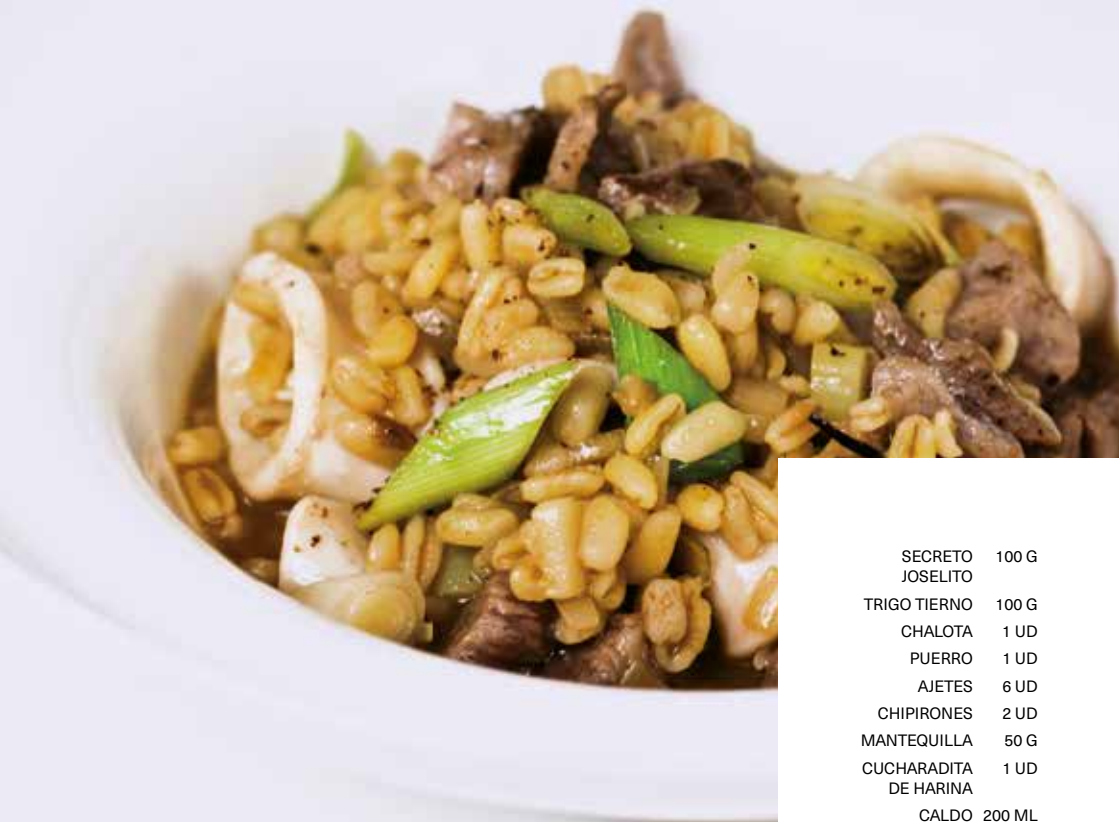 SECRETO 100 G
JOSELITO
TRIGO TIERNO 100 G
CHALOTA 1 UD
PUERRO 1 UD
AJETES 6 UD
CHIPIRONES 2 UD
MANTEQUILLA 50 G
CUCHARADITA 1 UD
DE HARINA
CALDO 200 ML